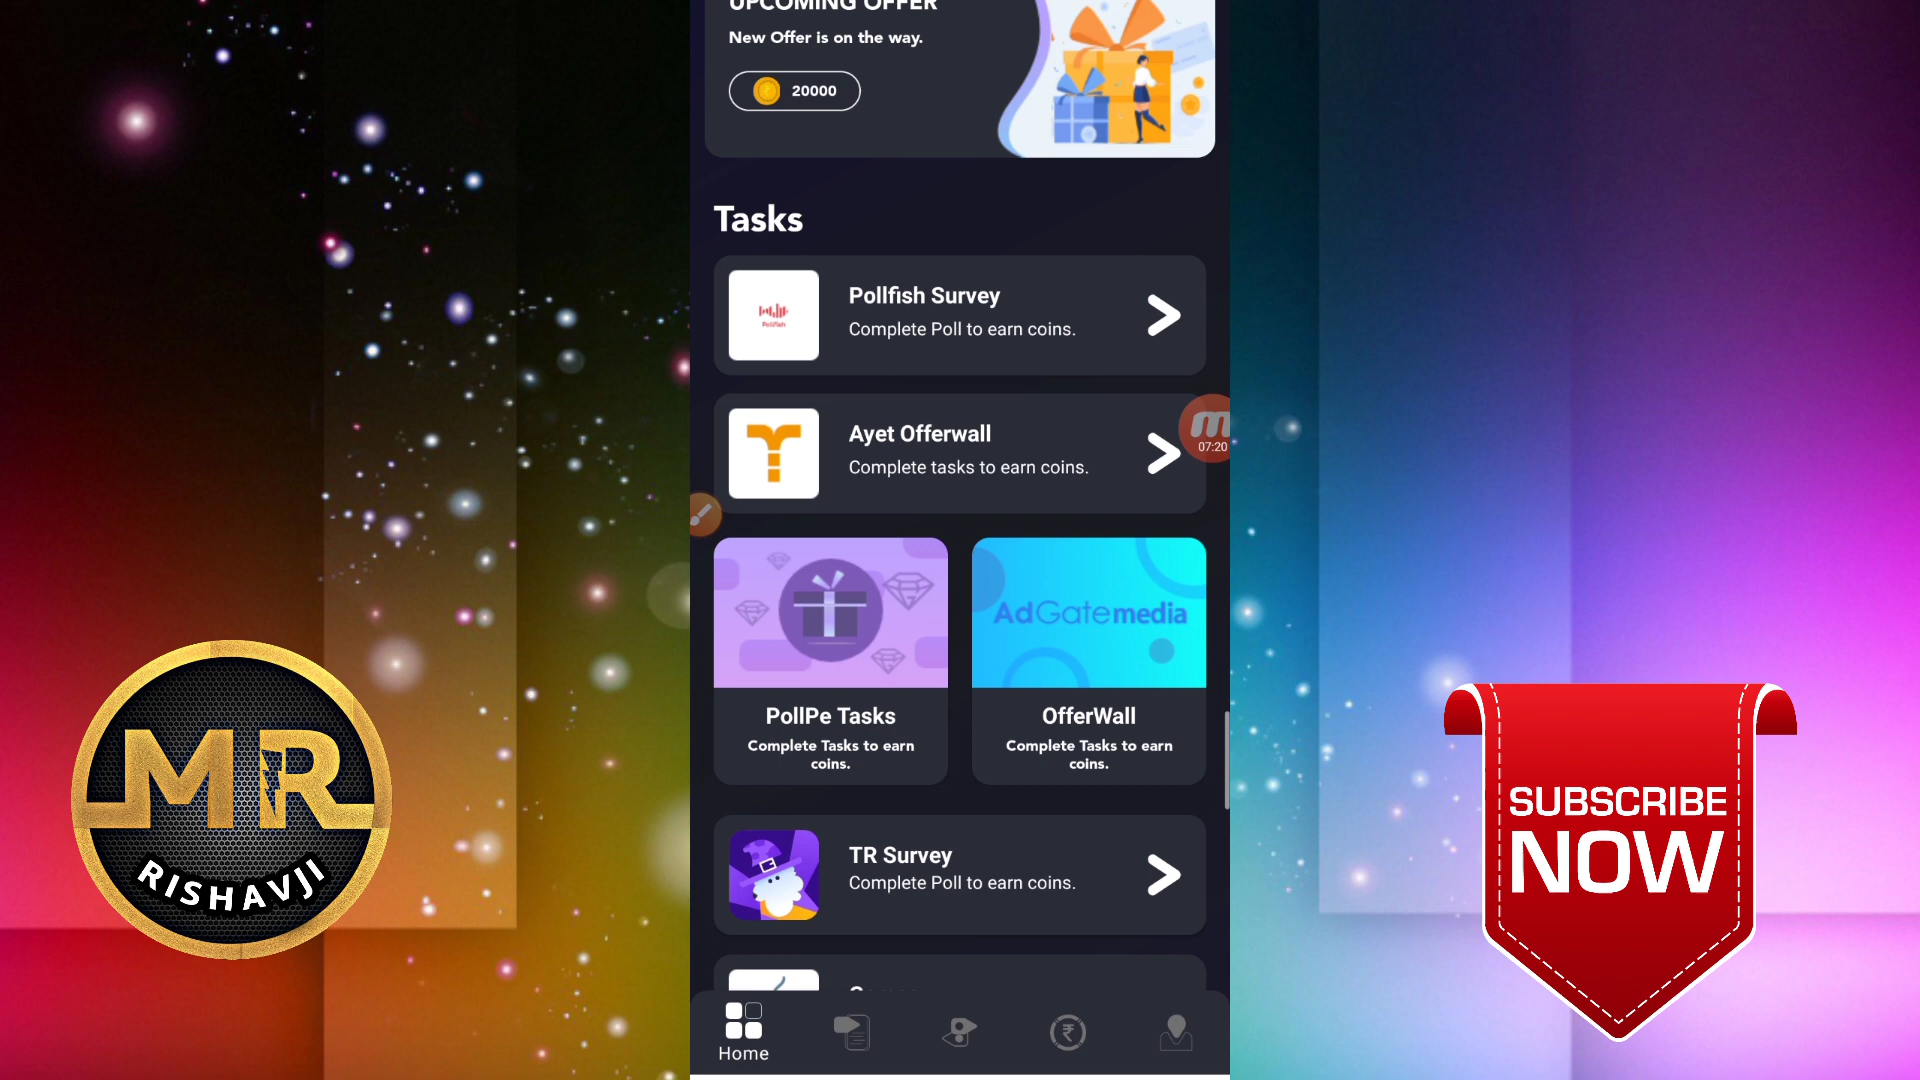 UPCOMING OFFER
New Offer is on the way.
20000
Tasks
Pollfish Survey
Complete Poll to earn coins.
Pollfish
Ayet Offerwall
Complete tasks to earn coins.
07:20
AdGatemedia
PollPe Tasks
Complete Tasks to earn
coins.
OfferWall
Complete Tasks to earn
coins.
TR Survey
Complete Poll to earn coins.
Home
MR
RISHAVJI
SUBSCRIBE
NOW